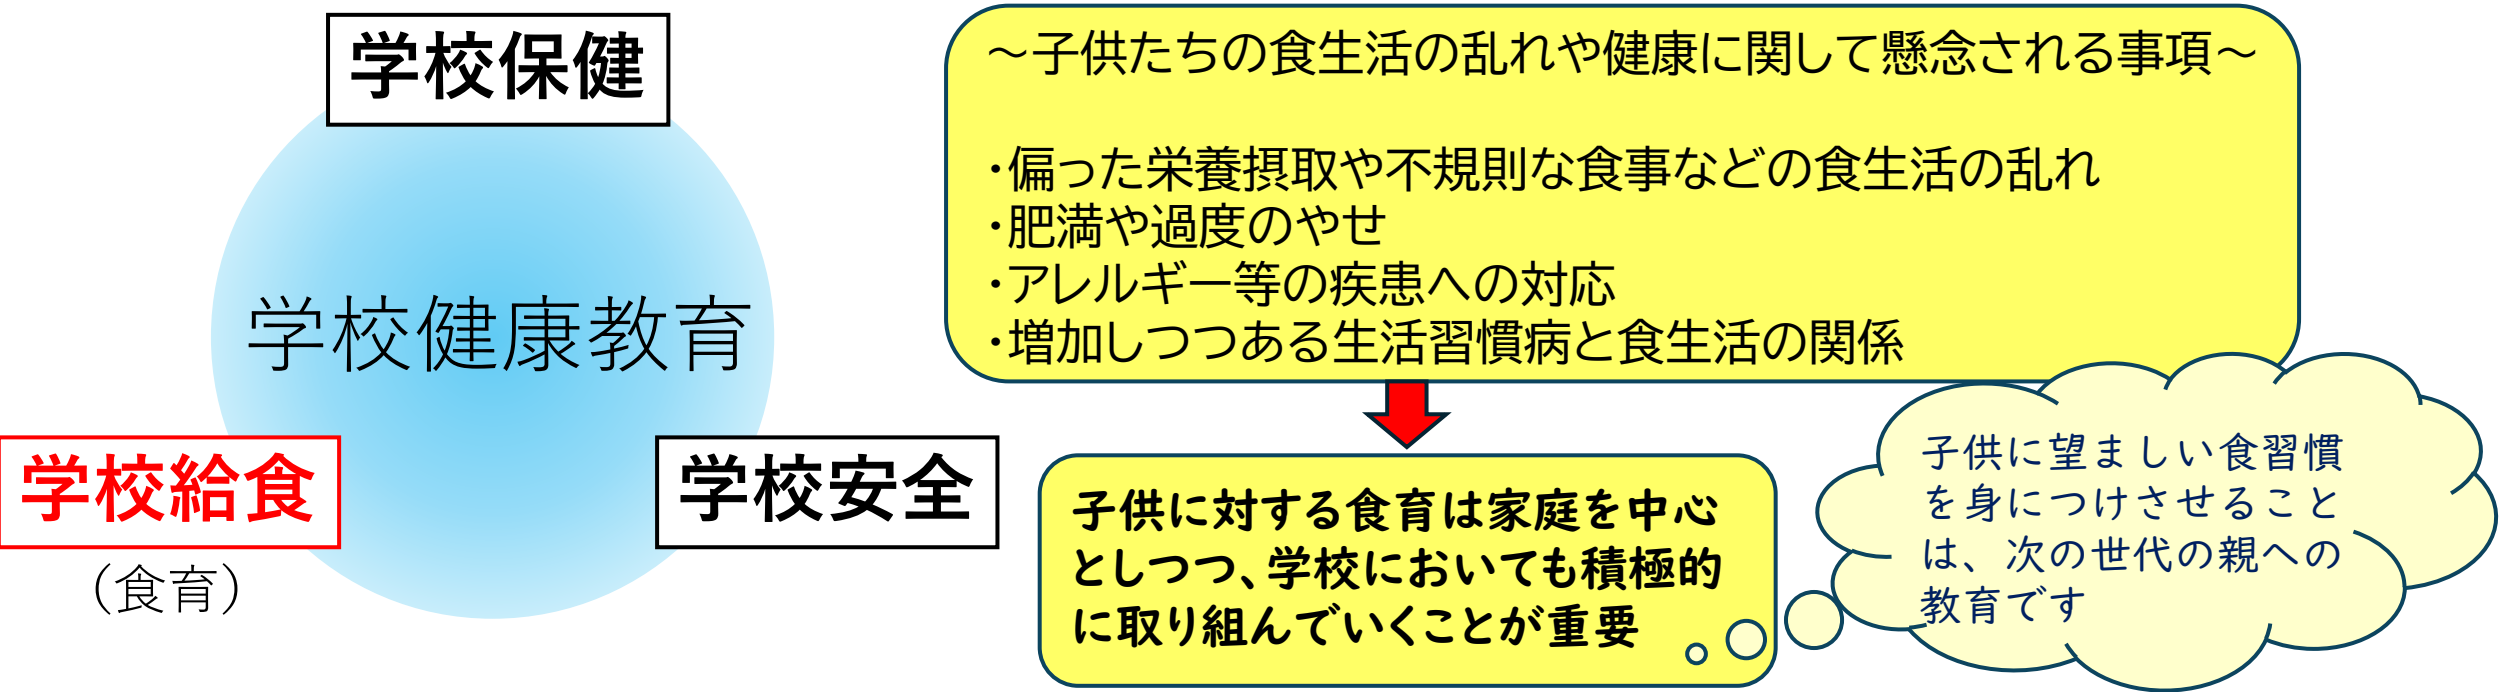 学校保健
学校健康教育
学校給食
(食育)
学校安全
～子供たちの食生活の乱れや健康に関して懸念される事項～
・偏った栄養摂取や不規則な食事などの食生活の乱れ
・肥満や過度のやせ
・アレルギー等の疾患への対応
・増加しつつある生活習慣病と食生活の関係
子供に対する食育は家庭を中心
としつつ、学校においても積極的
に取り組んでいくことが重要
子供に望ましい食習慣
を身につけさせること
は、次の世代の親への
教育です